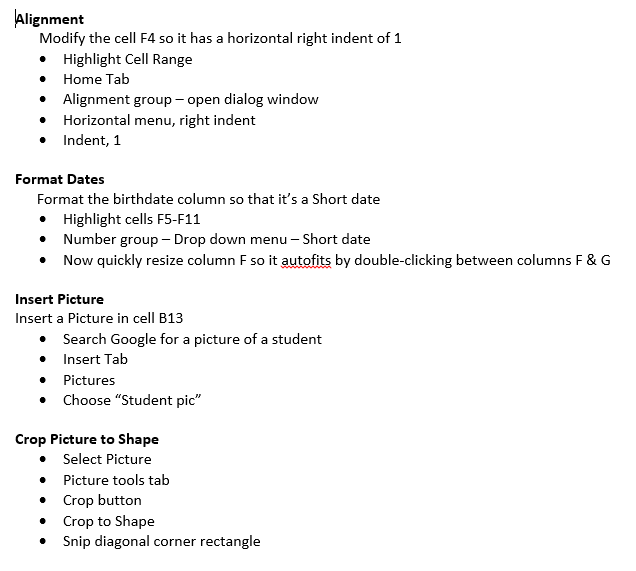 Alignment
Modify the cell F4 so it has a horizontal right indent of 1
• Highlight Cell Range
• Home Tab
• Alignment group – open dialog window
• Horizontal menu, right indent
• Indent, 1
Format Dates
Format the birthdate column so that it’s a Short date
• Highlight cells F5-F11
• Number group – Drop down menu – Short date
• Now quickly resize column F so it autofits by double-clicking between columns F & G
Insert Picture
Insert a Picture in cell B13
• Search Google for a picture of a student
• Insert Tab
• Pictures
• Choose “Student pic”
Crop Picture to Shape
• Select Picture
• Picture tools tab
• Crop button
• Crop to Shape
• Snip diagonal corner rectangle